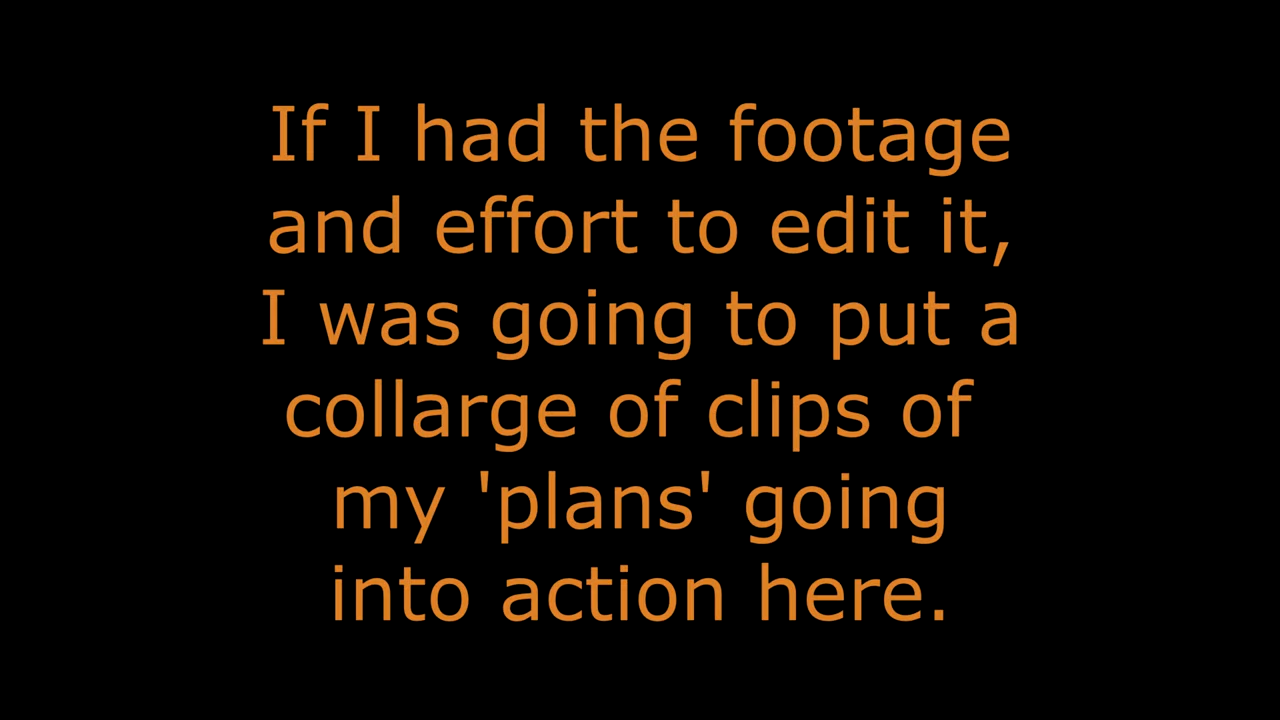 If I had the footage
and effort to edit it,
I was going to put a
collarge of clips of
my 'plans' going
into action here.